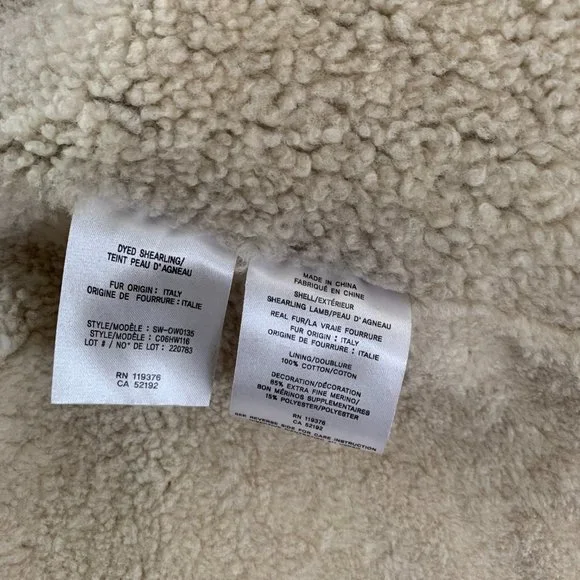 DYED SHEARLING/
TEINT PEAU D'AGNEAU
FUR ORIGIN : ITALY
ORIGINE DE FOURRURE : ITALIE
STYLE/MODÈLE : SW-OW0135
STYLE/MODÈLE : C06HW116
LOT # / NO° DE LOT : 220783
RN 119376
CA 52192
MADE IN CHINA
FABRIQUÉ EN CHINE
SHELL/EXTÉRIEUR
SHEARLING LAMB/PEAU D'AGNEAU
REAL FUR/LA VRAIE FOURRURE
FUR ORIGIN : ITALY
ORIGINE DE FOURRURE : ITALIE
LINING/DOUBLURE
100% COTTON/COTON
DECORATION/DÉCORATION
85% EXTRA FINE MERINO/
BON MÉRINOS SUPPLÉMENTAIRES
15% POLYESTER/POLYESTER
RN 119376
CA 52192
SEE REVERSE SIDE FOR CARE INSTRUCTION